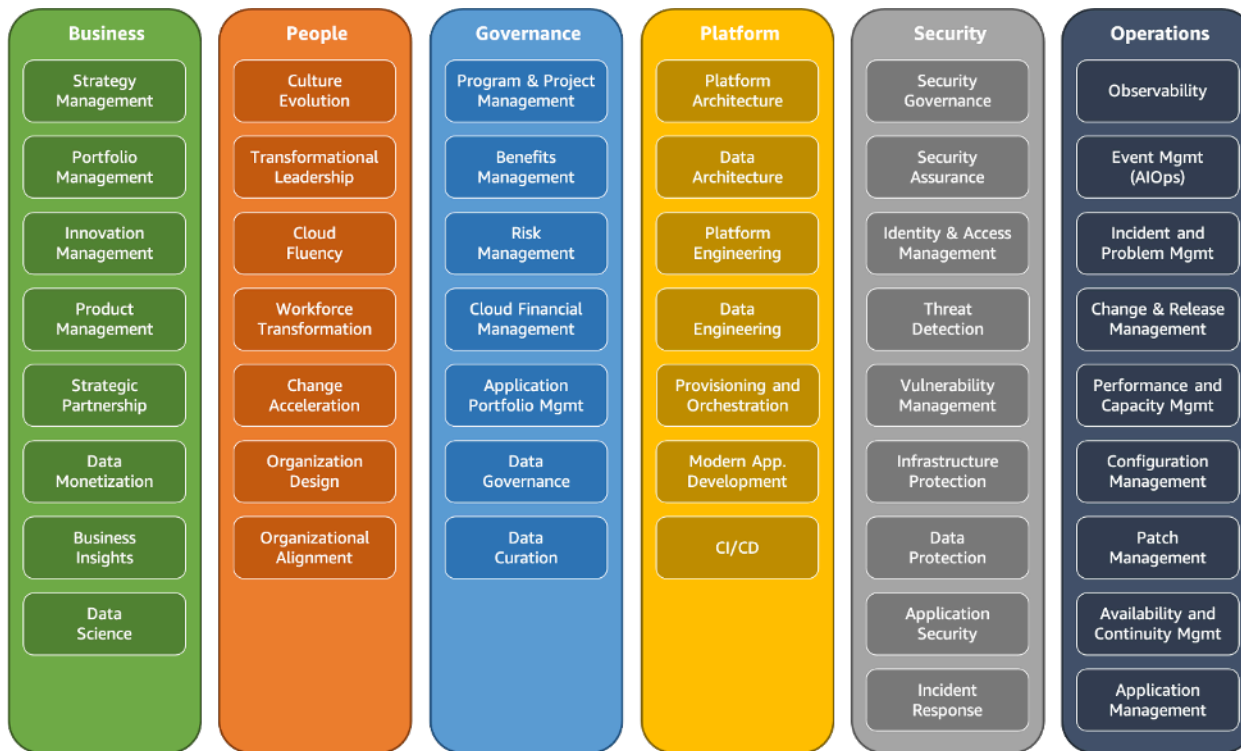 Business
Strategy
Management
Portfolio
Management
Innovation
Management
Product
Management
Strategic
Partnership
Data
Monetization
Business
Insights
Data
Science
People
Culture
Evolution
Transformational
Leadership
Cloud
Fluency
Workforce
Transformation
Change
Acceleration
Organization
Design
Organizational
Alignment
Governance
Program & Project
Management
Benefits
Management
Risk
Management
Cloud Financial
Management
Application
Portfolio Mgmt
Data
Governance
Data
Curation
Platform
Platform
Architecture
Data
Architecture
Platform
Engineering
Data
Engineering
Provisioning and
Orchestration
Modern App.
Development
CI/CD
Security
Security
Governance
Security
Assurance
Identity & Access
Management
Threat
Detection
Vulnerability
Management
Infrastructure
Protection
Data
Protection
Application
Security
Incident
Response
Operations
Observability
Event Mgmt
(AIOps)
Incident and
Problem Mgmt
Change & Release
Management
Performance and
Capacity Mgmt
Configuration
Management
Patch
Management
Availability and
Continuity Mgmt
Application
Management